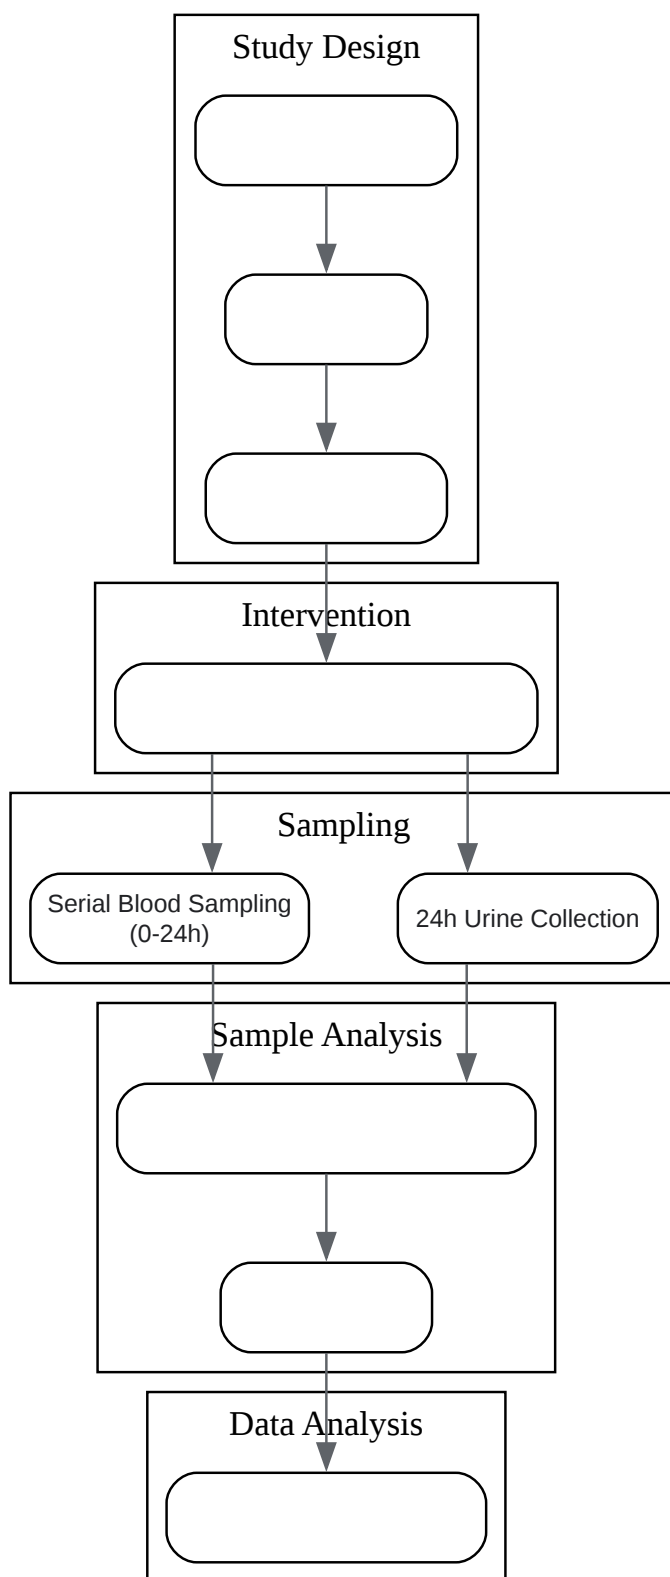 Study Design
Intervention
Sampling
Serial Blood Sampling
(0-24h)
24h Urine Collection
Sample Analysis
Data Analysis